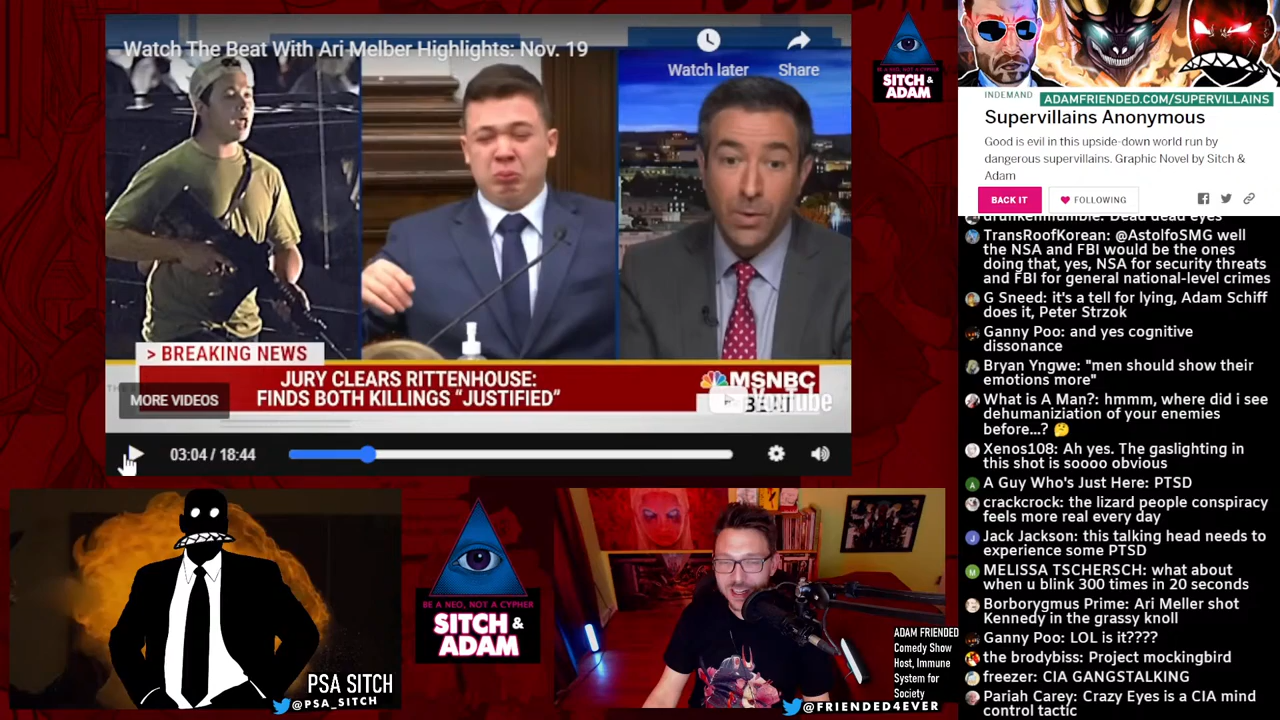 Watch The Beat With Ari Melber Highlights: Nov. 19
Watch later
Share
> BREAKING NEWS
JURY CLEARS RITTENHOUSE:
FINDS BOTH KILLINGS “JUSTIFIED”
MSNBC
YouTube
MORE VIDEOS
03:04 / 18:44
SITCH &
ADAM
INDEMAND
ADAMFRIENDED.COM/SUPERVILLAINS
Supervillains Anonymous
Good is evil in this upside-down world run by
dangerous supervillains. Graphic Novel by Sitch &
Adam
BACK IT
FOLLOWING
TransRoofKorean: @AstolfoSMG well
the NSA and FBI would be the ones
doing that, yes, NSA for security threats
and FBI for general national-level crimes
G Sneed: it's a tell for lying, Adam Schiff
does it, Peter Strzok
Ganny Poo: and yes cognitive
dissonance
Bryan Yngwe: "men should show their
emotions more"
What is A Man?: hmmm, where did i see
dehumaniziation of your enemies
before...? 🤔
Xenos108: Ah yes. The gaslighting in
this shot is soooo obvious
A Guy Who's Just Here: PTSD
crackcrock: the lizard people conspiracy
feels more real every day
Jack Jackson: this talking head needs to
experience some PTSD
MELISSA TSCHERSCH: what about
when u blink 300 times in 20 seconds
Borborygmus Prime: Ari Meller shot
Kennedy in the grassy knoll
Ganny Poo: LOL is it????
the brodybiss: Project mockingbird
freezer: CIA GANGSTALKING
Pariah Carey: Crazy Eyes is a CIA mind
control tactic
PSA SITCH
@PSA_SITCH
BE A NEO, NOT A CYPHER
SITCH &
ADAM
ADAM FRIENDED
Comedy Show
Host, Immune
System for
Society
@FRIENDED4EVER